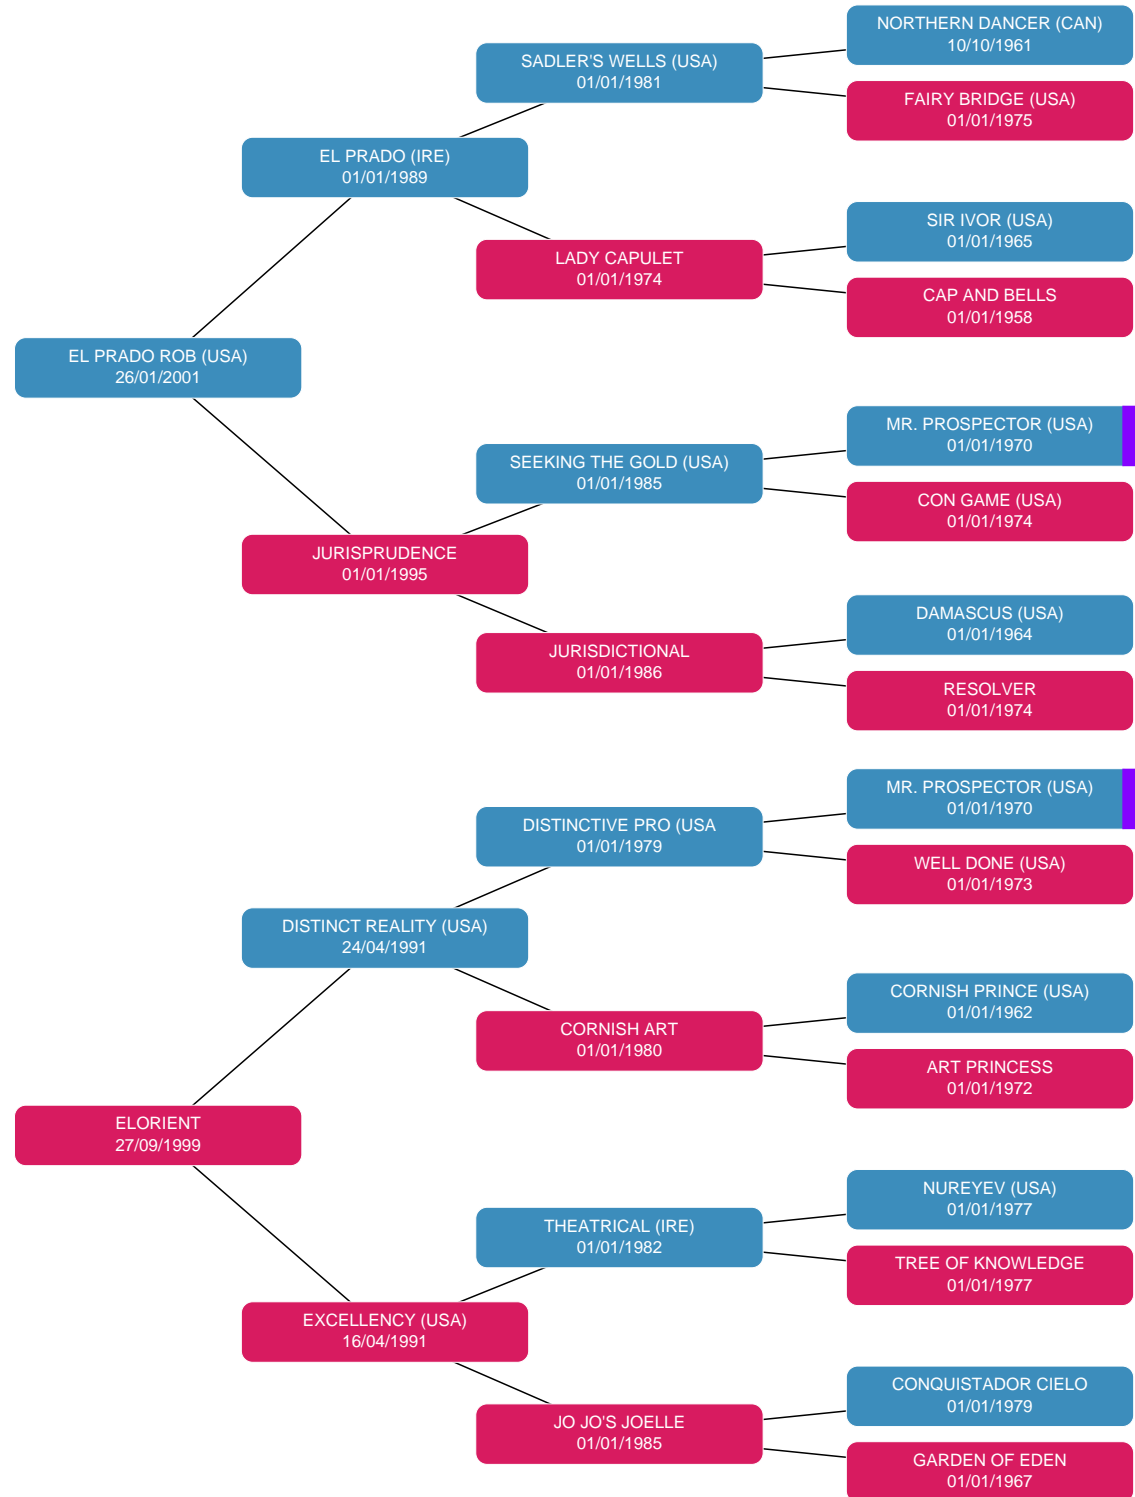 NORTHERN DANCER (CAN)
10/10/1961
SADLER'S WELLS (USA)
01/01/1981
FAIRY BRIDGE (USA)
01/01/1975
EL PRADO (IRE)
01/01/1989
SIR IVOR (USA)
01/01/1965
LADY CAPULET
01/01/1974
CAP AND BELLS
01/01/1958
EL PRADO ROB (USA)
26/01/2001
MR. PROSPECTOR (USA)
01/01/1970
SEEKING THE GOLD (USA)
01/01/1985
CON GAME (USA)
01/01/1974
JURISPRUDENCE
01/01/1995
DAMASCUS (USA)
01/01/1964
JURISDICTIONAL
01/01/1986
RESOLVER
01/01/1974
MR. PROSPECTOR (USA)
01/01/1970
DISTINCTIVE PRO (USA
01/01/1979
WELL DONE (USA)
01/01/1973
DISTINCT REALITY (USA)
24/04/1991
CORNISH PRINCE (USA)
01/01/1962
CORNISH ART
01/01/1980
ART PRINCESS
01/01/1972
ELORIENT
27/09/1999
NUREYEV (USA)
01/01/1977
THEATRICAL (IRE)
01/01/1982
TREE OF KNOWLEDGE
01/01/1977
EXCELLENCY (USA)
16/04/1991
CONQUISTADOR CIELO
01/01/1979
JO JO'S JOELLE
01/01/1985
GARDEN OF EDEN
01/01/1967